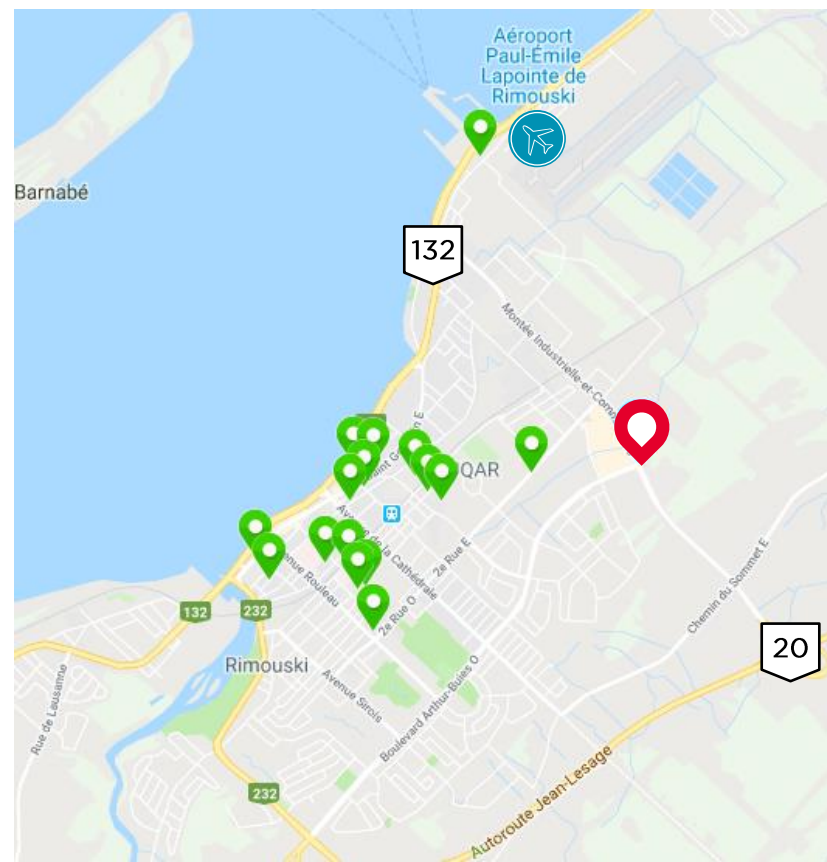 Aéroport
Paul-Émile
Lapointe de
Rimouski
Barnabé
132
Montée Industrielle-et-Comm
QAR
2e Rue E
Avenue Rouleau
de la Cathédrale
2e Rue O
Chemin du Sommet E
132
232
20
Rimouski
Avenue Sirois
Boulevard Arthur-Buies O
Rue de Lausanne
232
Autoroute Jean-Lesage